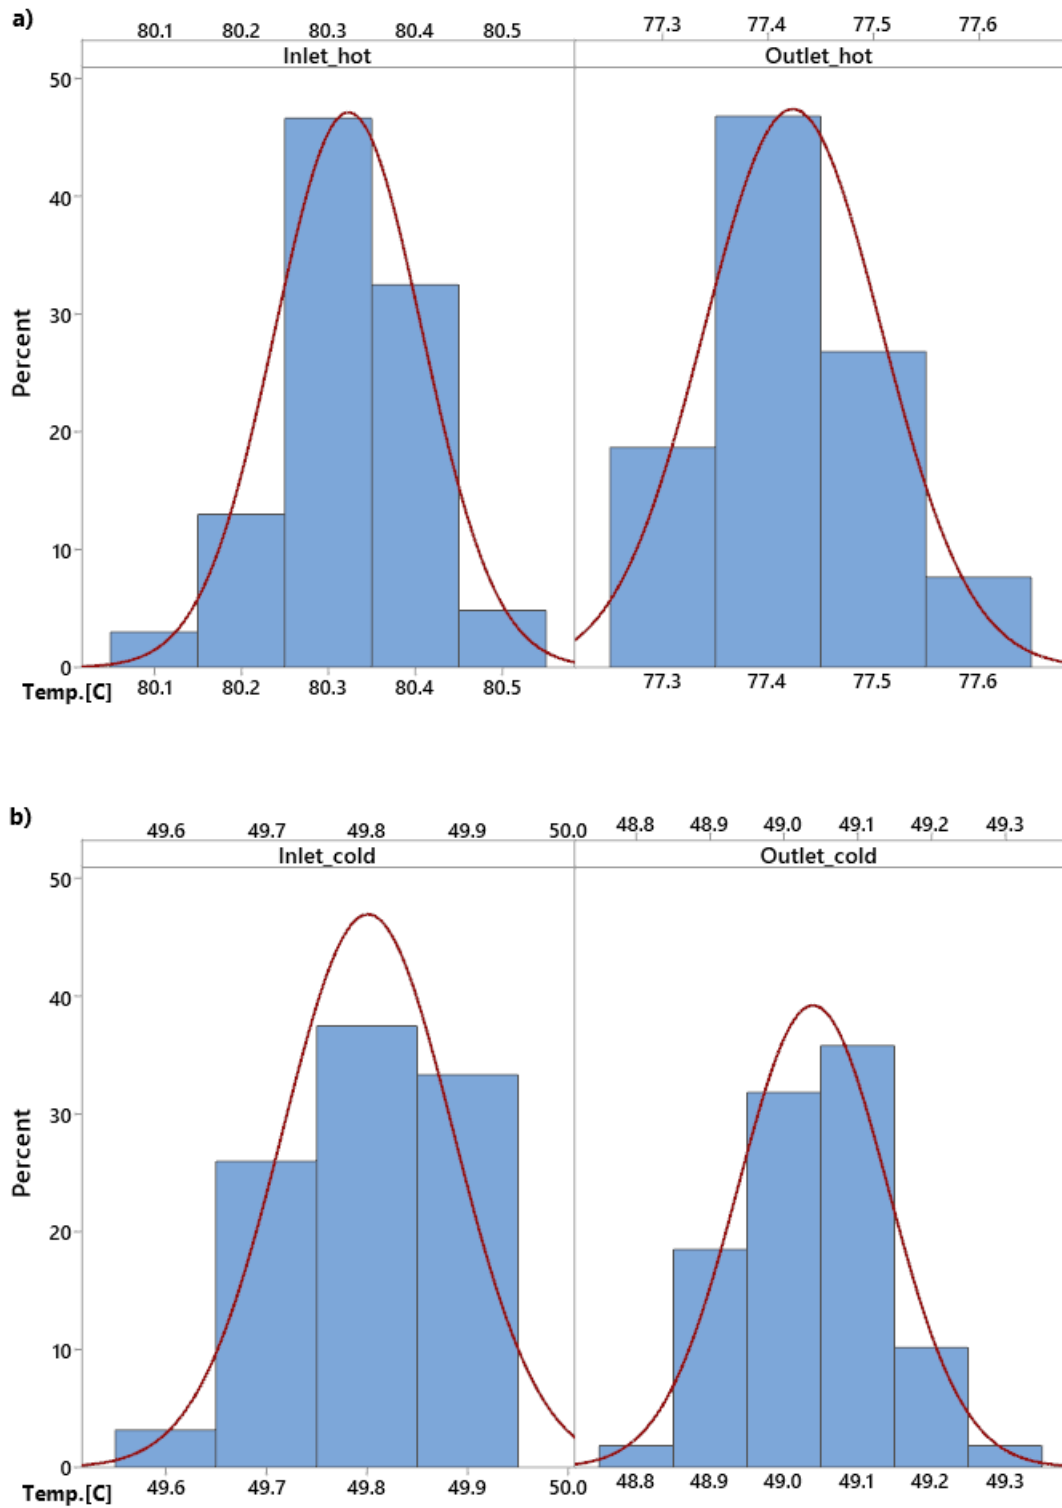 a)
80.1 80.2 80.3 80.4 80.5 77.3 77.4 77.5 77.6
Inlet_hot Outlet_hot
50
40
30
20
10
0
Percent
80.1 80.2 80.3 80.4 80.5 77.3 77.4 77.5 77.6
Temp.[C]
b)
49.6 49.7 49.8 49.9 50.0 48.8 48.9 49.0 49.1 49.2 49.3
Inlet_cold Outlet_cold
50
40
30
20
10
0
Percent
49.6 49.7 49.8 49.9 50.0 48.8 48.9 49.0 49.1 49.2 49.3
Temp.[C]